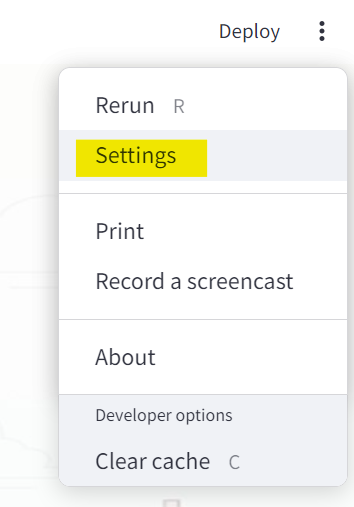 Deploy
Rerun R
Settings
Print
Record a screencast
About
Developer options
Clear cache C